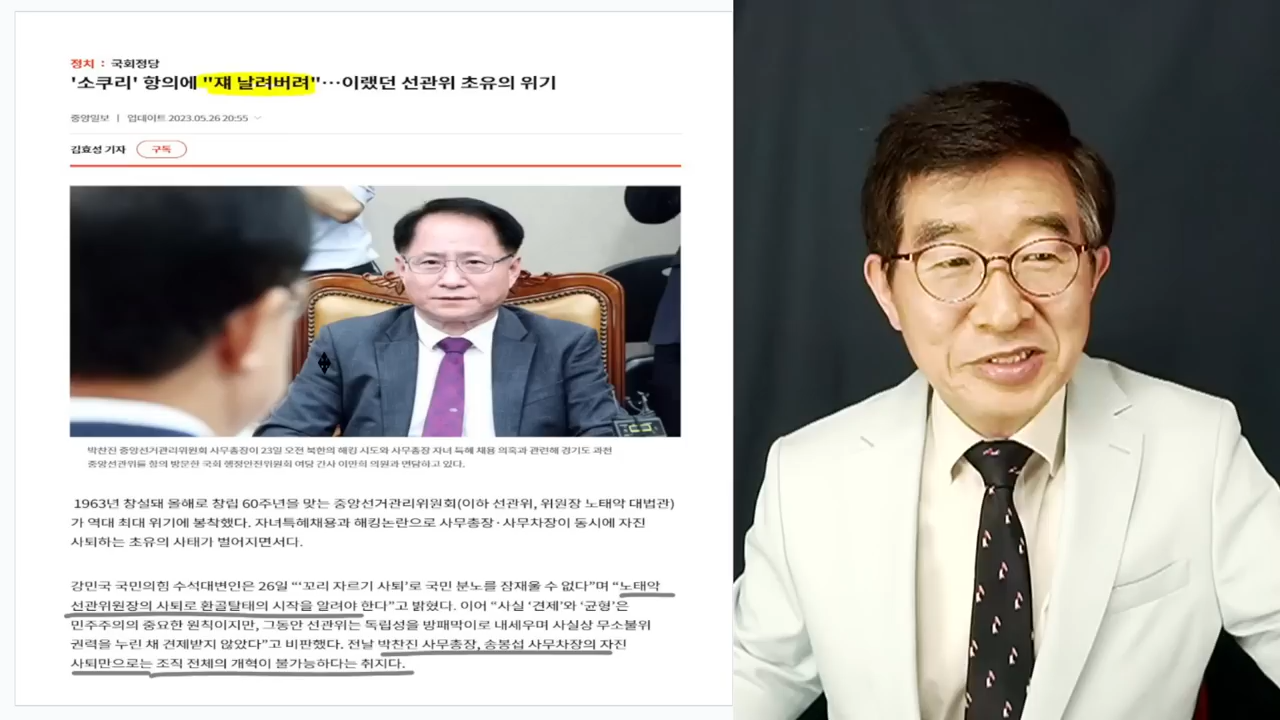 정치 : 국회정당
'소쿠리' 항의에 "쟤 날려버려"…이랬던 선관위 초유의 위기
중앙일보 | 업데이트 2023.05.26 20:55
김효성 기자 구독
박찬진 중앙선거관리위원회 사무총장이 23일 오전 북한의 해킹 시도와 사무총장 자녀 특혜 채용 의혹과 관련해 경기도 과천
중앙선관위를 항의 방문한 국회 행정안전위원회 여당 간사 이만희 의원과 면담하고 있다.
1963년 창설돼 올해로 창립 60주년을 맞는 중앙선거관리위원회(이하 선관위, 위원장 노태악 대법관)
가 역대 최대 위기에 봉착했다. 자녀특혜채용과 해킹논란으로 사무총장·사무차장이 동시에 자진
사퇴하는 초유의 사태가 벌어지면서다.
강민국 국민의힘 수석대변인은 26일 “‘꼬리 자르기 사퇴’로 국민 분노를 잠재울 수 없다”며 “노태악
선관위원장의 사퇴로 환골탈태의 시작을 알려야 한다”고 밝혔다. 이어 “사실 ‘견제’와 ‘균형’은
민주주의의 중요한 원칙이지만, 그동안 선관위는 독립성을 방패막이로 내세우며 사실상 무소불위
권력을 누린 채 견제받지 않았다”고 비판했다. 전날 박찬진 사무총장, 송봉섭 사무차장의 자진
사퇴만으로는 조직 전체의 개혁이 불가능하다는 취지다.